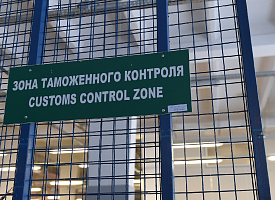 ЗОНА ТАМОЖЕННОГО КОНТРОЛЯ
CUSTOMS CONTROL ZONE